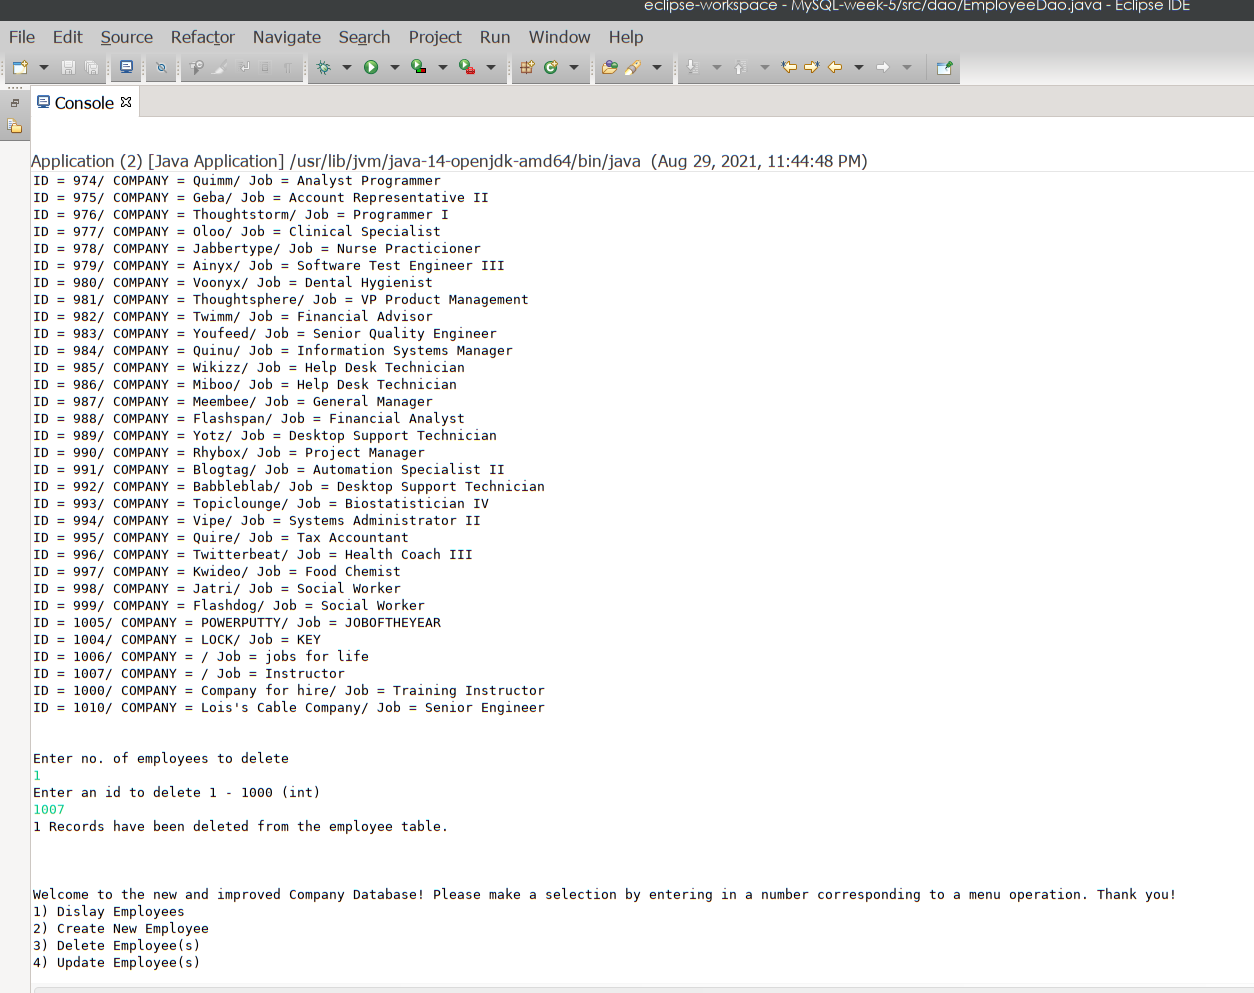 eclipse-workspace - MySQL-week-5/src/dao/EmployeeDao.java - Eclipse IDE
File Edit Source Refactor Navigate Search Project Run Window Help
Console
Application (2) [Java Application] /usr/lib/jvm/java-14-openjdk-amd64/bin/java (Aug 29, 2021, 11:44:48 PM)
ID = 974/ COMPANY = Quimm/ Job = Analyst Programmer
ID = 975/ COMPANY = Geba/ Job = Account Representative II
ID = 976/ COMPANY = Thoughtstorm/ Job = Programmer I
ID = 977/ COMPANY = Oloo/ Job = Clinical Specialist
ID = 978/ COMPANY = Jabbertype/ Job = Nurse Practicioner
ID = 979/ COMPANY = Ainyx/ Job = Software Test Engineer III
ID = 980/ COMPANY = Voonyx/ Job = Dental Hygienist
ID = 981/ COMPANY = Thoughtsphere/ Job = VP Product Management
ID = 982/ COMPANY = Twimm/ Job = Financial Advisor
ID = 983/ COMPANY = Youfeed/ Job = Senior Quality Engineer
ID = 984/ COMPANY = Quinu/ Job = Information Systems Manager
ID = 985/ COMPANY = Wikizz/ Job = Help Desk Technician
ID = 986/ COMPANY = Miboo/ Job = Help Desk Technician
ID = 987/ COMPANY = Meembee/ Job = General Manager
ID = 988/ COMPANY = Flashspan/ Job = Financial Analyst
ID = 989/ COMPANY = Yotz/ Job = Desktop Support Technician
ID = 990/ COMPANY = Rhybox/ Job = Project Manager
ID = 991/ COMPANY = Blogtag/ Job = Automation Specialist II
ID = 992/ COMPANY = Babbleblab/ Job = Desktop Support Technician
ID = 993/ COMPANY = Topiclounge/ Job = Biostatistician IV
ID = 994/ COMPANY = Vipe/ Job = Systems Administrator II
ID = 995/ COMPANY = Quire/ Job = Tax Accountant
ID = 996/ COMPANY = Twitterbeat/ Job = Health Coach III
ID = 997/ COMPANY = Kwideo/ Job = Food Chemist
ID = 998/ COMPANY = Jatri/ Job = Social Worker
ID = 999/ COMPANY = Flashdog/ Job = Social Worker
ID = 1005/ COMPANY = POWERPUTTY/ Job = JOBOFTHEYEAR
ID = 1004/ COMPANY = LOCK/ Job = KEY
ID = 1006/ COMPANY = / Job = jobs for life
ID = 1007/ COMPANY = / Job = Instructor
ID = 1000/ COMPANY = Company for hire/ Job = Training Instructor
ID = 1010/ COMPANY = Lois's Cable Company/ Job = Senior Engineer
Enter no. of employees to delete
1
Enter an id to delete 1 - 1000 (int)
1007
1 Records have been deleted from the employee table.
Welcome to the new and improved Company Database! Please make a selection by entering in a number corresponding to a menu operation. Thank you!
1) Dislay Employees
2) Create New Employee
3) Delete Employee(s)
4) Update Employee(s)